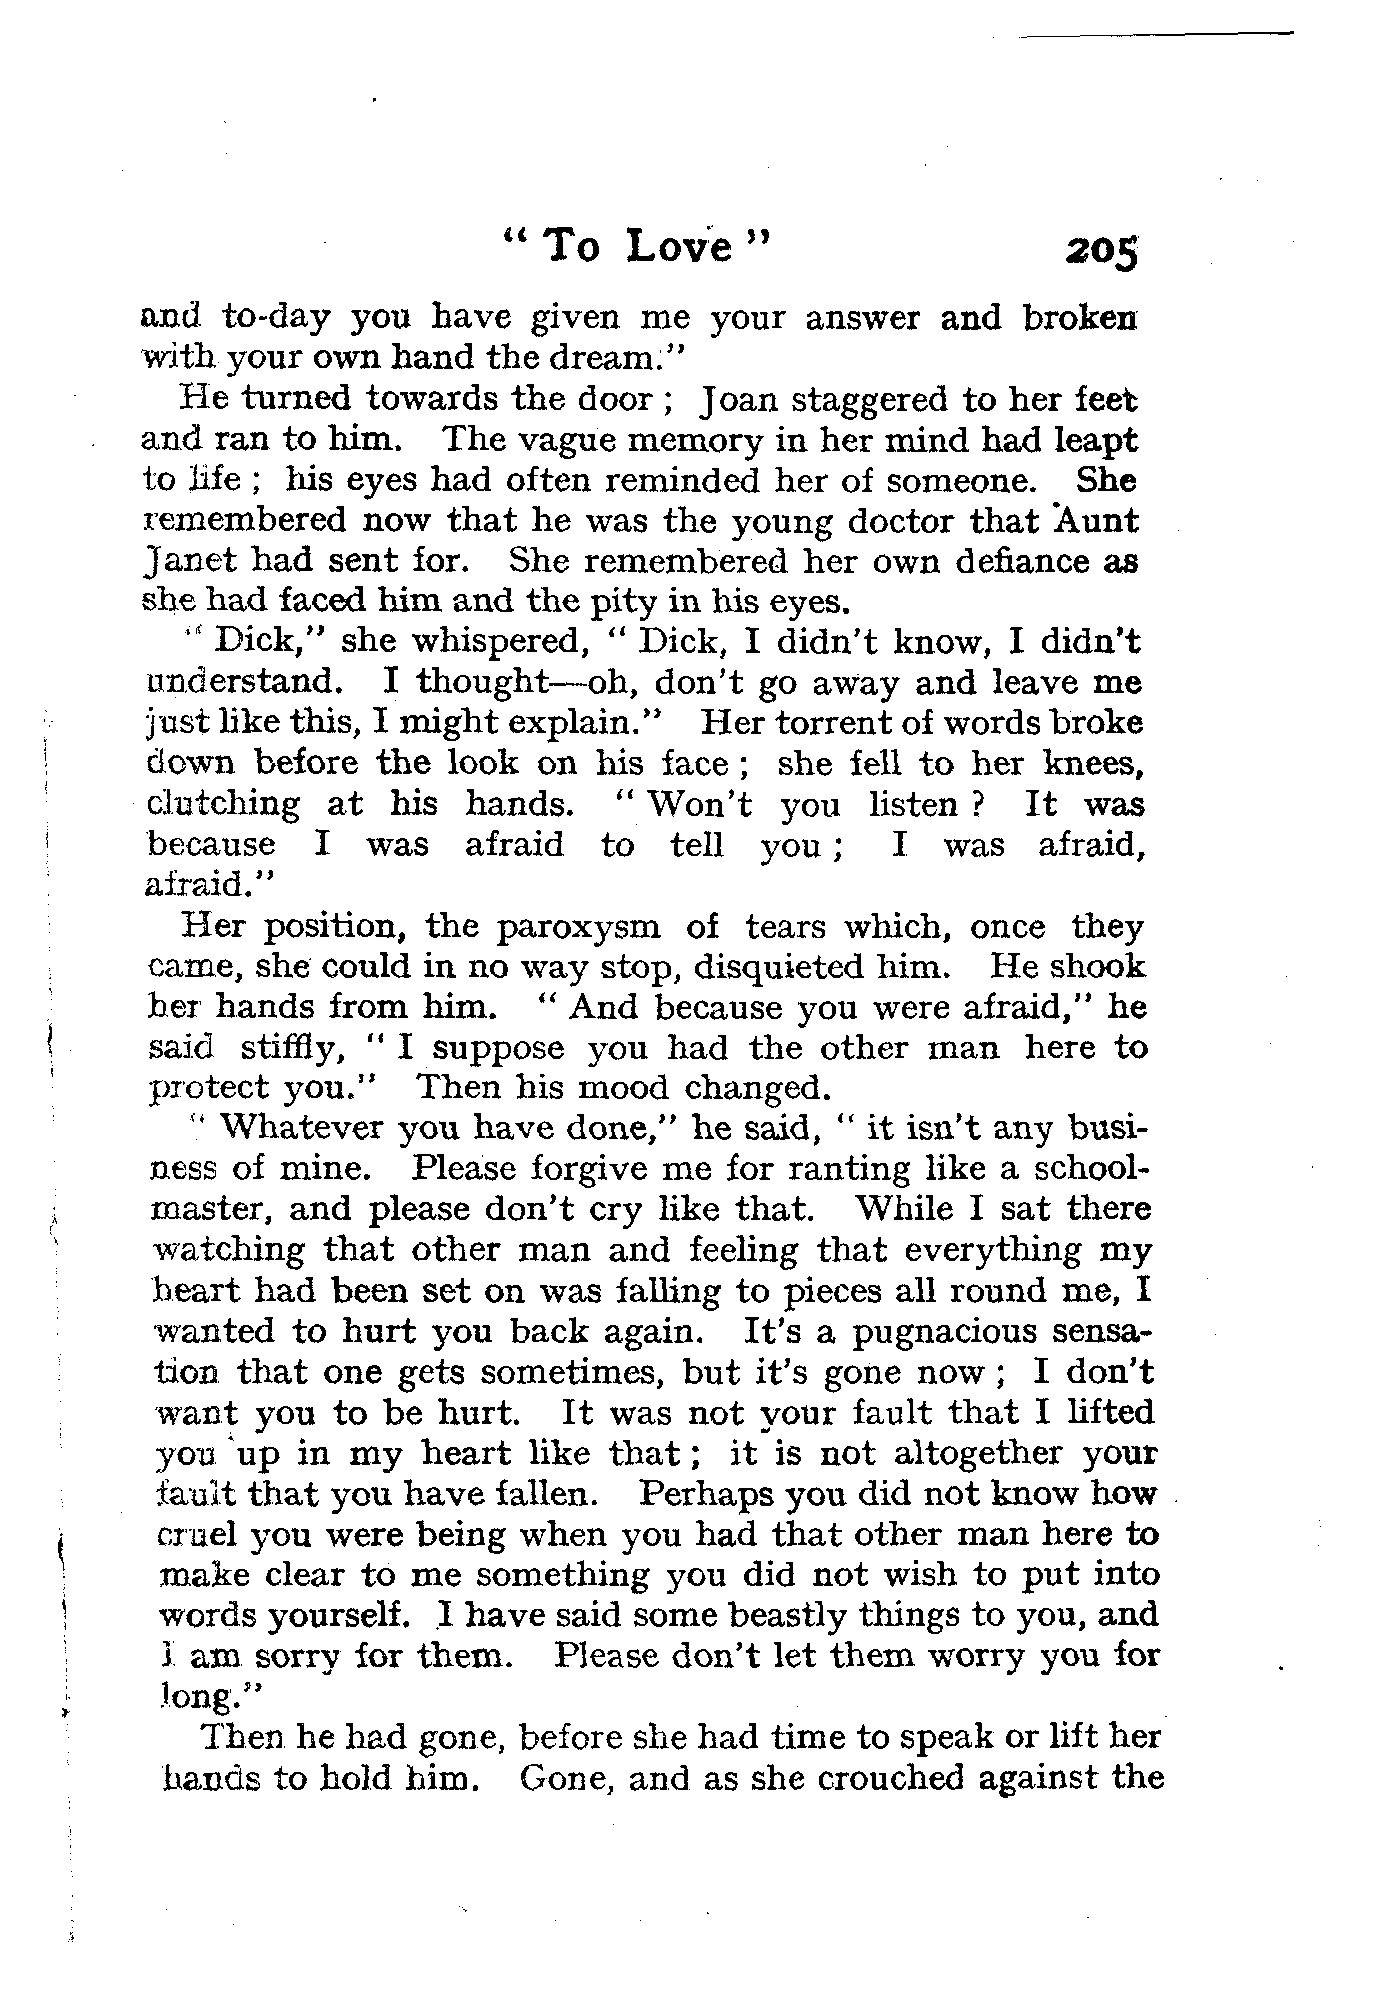 “ To Love ” 205
and to-day you have given me your answer and broken
with your own hand the dream.”
He turned towards the door ; Joan staggered to her feet
and ran to him. The vague memory in her mind had leapt
to life ; his eyes had often reminded her of someone. She
remembered now that he was the young doctor that Aunt
Janet had sent for. She remembered her own defiance as
she had faced him and the pity in his eyes.
“ Dick,” she whispered, “ Dick, I didn't know, I didn't
understand. I thought—oh, don't go away and leave me
just like this, I might explain.” Her torrent of words broke
down before the look on his face ; she fell to her knees,
clutching at his hands. “ Won't you listen ? It was
because I was afraid to tell you ; I was afraid,
afraid.”
Her position, the paroxysm of tears which, once they
came, she could in no way stop, disquieted him. He shook
her hands from him. “ And because you were afraid,” he
said stiffly, “ I suppose you had the other man here to
protect you.” Then his mood changed.
“ Whatever you have done,” he said, “ it isn't any busi-
ness of mine. Please forgive me for ranting like a school-
master, and please don't cry like that. While I sat there
watching that other man and feeling that everything my
heart had been set on was falling to pieces all round me, I
wanted to hurt you back again. It's a pugnacious sensa-
tion that one gets sometimes, but it's gone now ; I don't
want you to be hurt. It was not your fault that I lifted
you up in my heart like that ; it is not altogether your
fault that you have fallen. Perhaps you did not know how
cruel you were being when you had that other man here to
make clear to me something you did not wish to put into
words yourself. I have said some beastly things to you, and
I am sorry for them. Please don't let them worry you for
long.”
Then he had gone, before she had time to speak or lift her
hands to hold him. Gone, and as she crouched against the